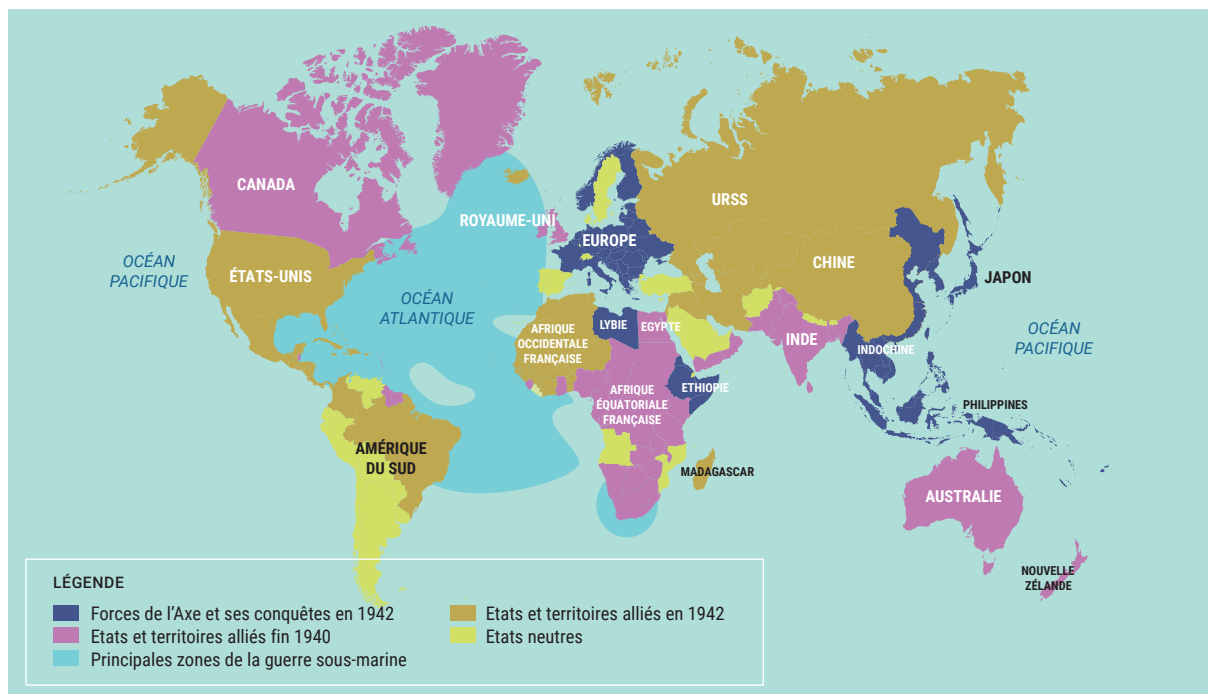 CANADA
ROYAUME-UNI
URSS
EUROPE
OCÉAN
PACIFIQUE
ÉTATS-UNIS
CHINE
JAPON
OCÉAN
ATLANTIQUE
AFRIQUE
OCCIDENTALE
FRANÇAISE
LYBIE
EGYPTE
INDE
INDOCHINE
OCÉAN
PACIFIQUE
ETHIOPIE
AFRIQUE
ÉQUATORIALE
FRANÇAISE
PHILIPPINES
AMÉRIQUE
DU SUD
MADAGASCAR
AUSTRALIE
NOUVELLE
ZÉLANDE
LÉGENDE
Forces de l’Axe et ses conquêtes en 1942
Etats et territoires alliés fin 1940
Principales zones de la guerre sous-marine
Etats et territoires alliés en 1942
Etats neutres